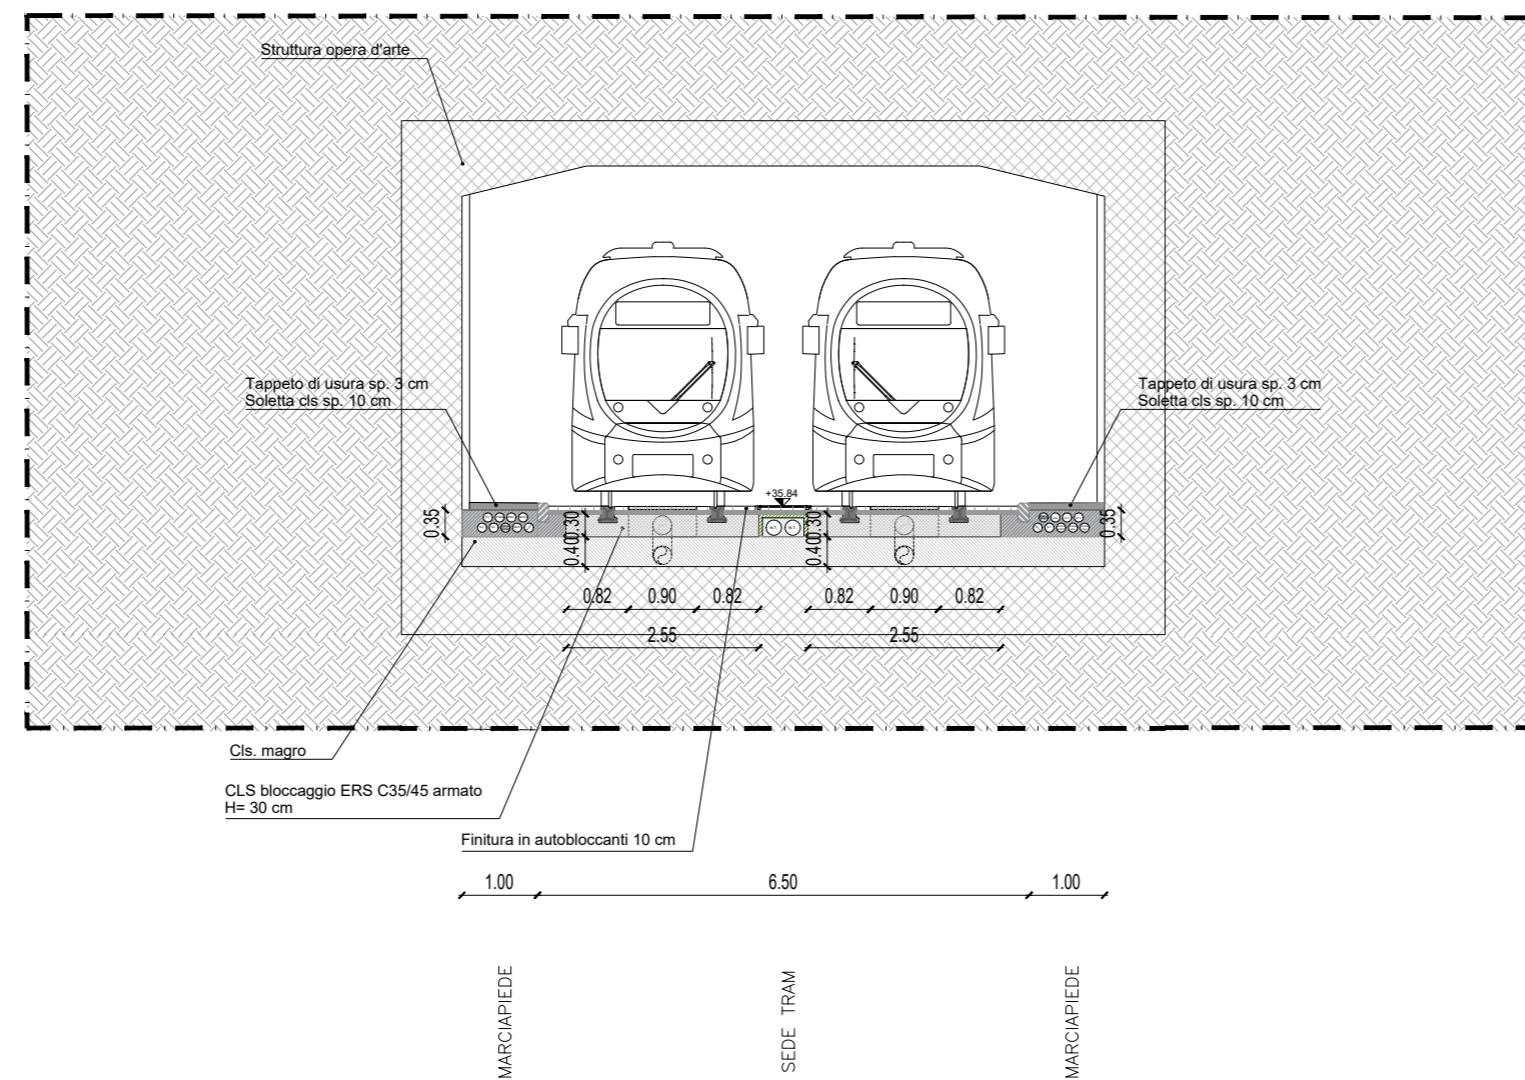 Struttura opera d'arte
Tappeto di usura sp. 3 cm
Soletta cls sp. 10 cm
Tappeto di usura sp. 3 cm
Soletta cls sp. 10 cm
+35.84
0.35
0.30
0.30
0.35
0.40
0.40
0.82
0.90
0.82
0.82
0.90
0.82
2.55
2.55
Cls. magro
CLS bloccaggio ERS C35/45 armato
H= 30 cm
Finitura in autobloccanti 10 cm
1.00
6.50
1.00
MARCIAPIEDE
SEDE TRAM
MARCIAPIEDE